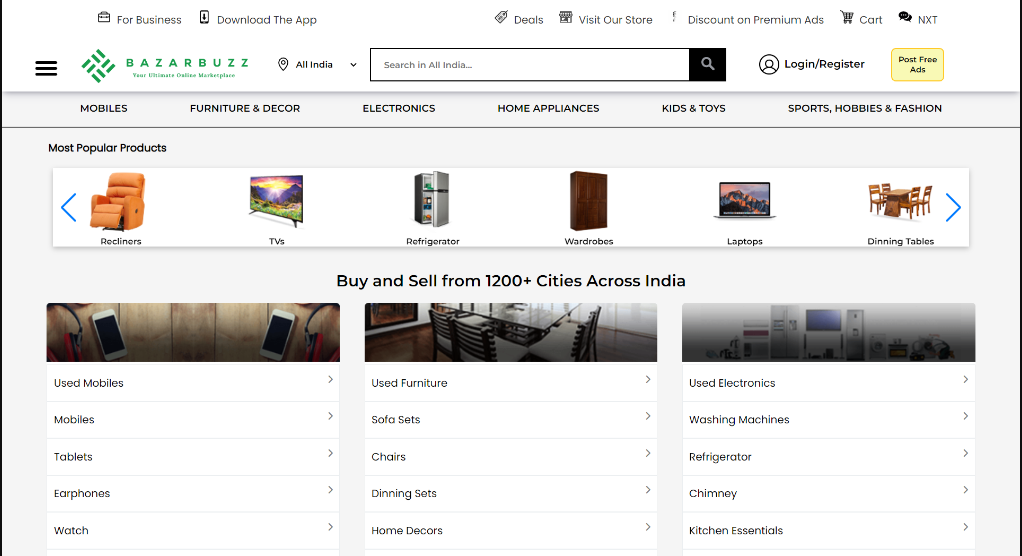 For Business Download The App Deals Visit Our Store Discount on Premium Ads Cart NXT
BAZARBUZZ
Your Ultimate Online Marketplace
All India
Search in All India...
Login/Register
Post Free
Ads
MOBILES FURNITURE & DECOR ELECTRONICS HOME APPLIANCES KIDS & TOYS SPORTS, HOBBIES & FASHION
Most Popular Products
Recliners TVs Refrigerator Wardrobes Laptops Dinning Tables
Buy and Sell from 1200+ Cities Across India
Used Mobiles Used Furniture Used Electronics
Mobiles Sofa Sets Washing Machines
Tablets Chairs Refrigerator
Earphones Dinning Sets Chimney
Watch Home Decors Kitchen Essentials